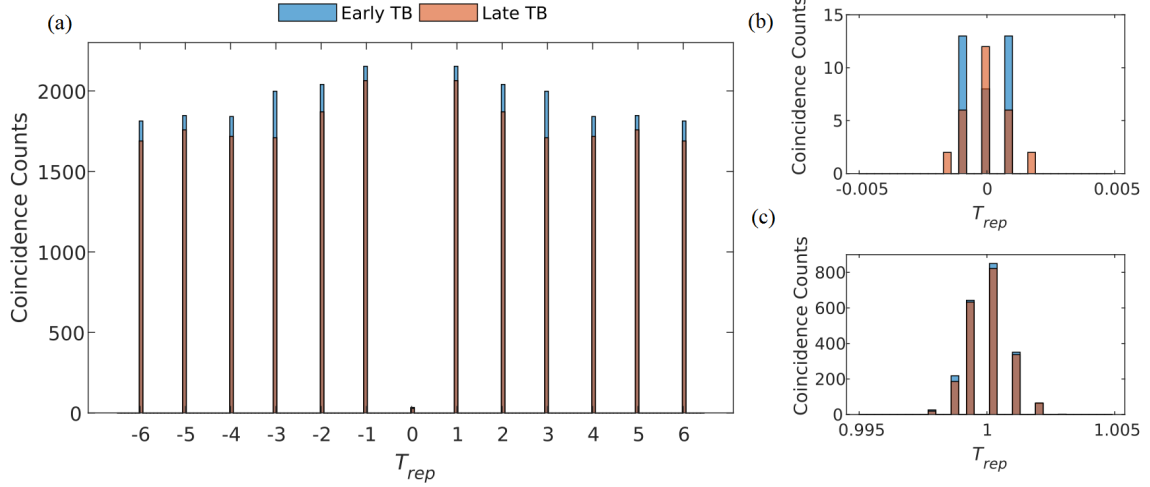 Early TB Late TB
(a)
Coincidence Counts
2000
1500
1000
500
0
-6 -5 -4 -3 -2 -1 0 1 2 3 4 5 6
T_rep
(b)
Coincidence Counts
15
10
5
0
-0.005 0 0.005
T_rep
(c)
Coincidence Counts
800
600
400
200
0
0.995 1 1.005
T_rep